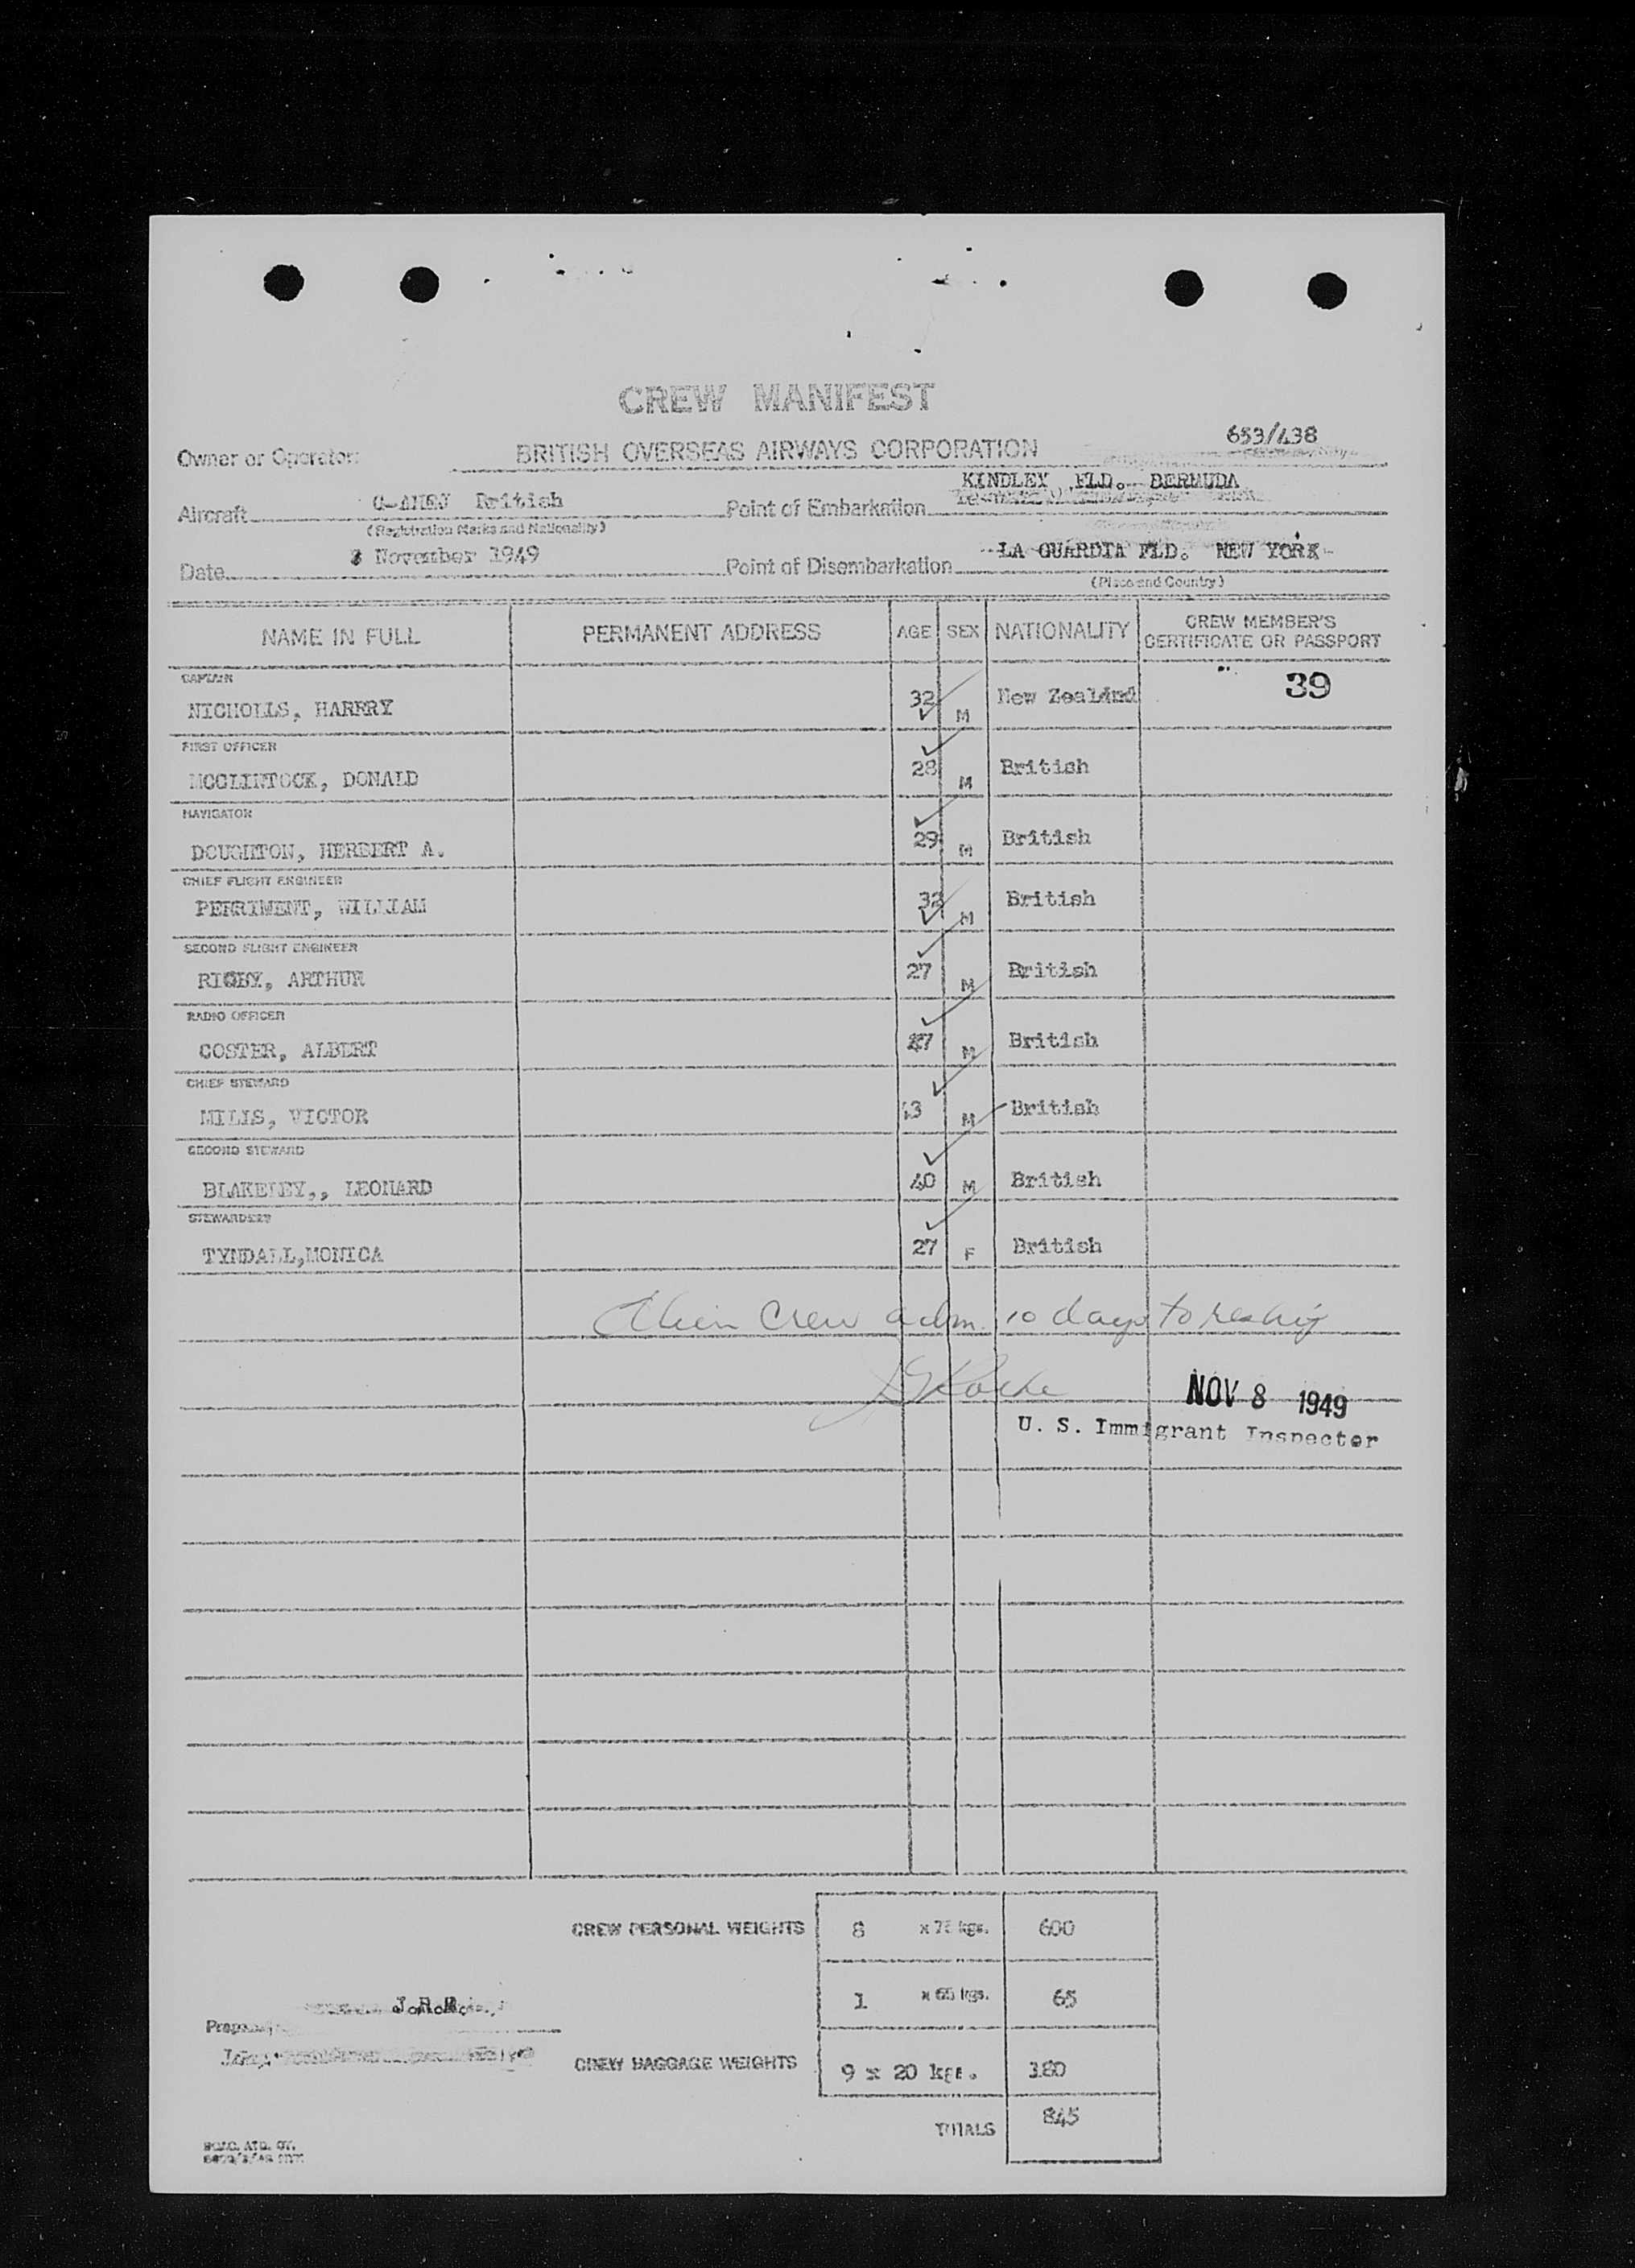 CREW MANIFEST
653/438
Owner or Operator: BRITISH OVERSEAS AIRWAYS CORPORATION
KINDLEY FLD. BERMUDA
Aircraft British Point of Embarkation
(Registration Marks and Nationality)
November 1949 LA GUARDIA FLD. NEW YORK
Date Point of Disembarkation
(Place and Country)
NAME IN FULL PERMANENT ADDRESS AGE SEX NATIONALITY CREW MEMBER'S CERTIFICATE OR PASSPORT
CAPTAIN
NICHOLLS, HARRRY 32 M New Zealand 39
FIRST OFFICER
MCCLINTOCK, DONALD 28 M British
NAVIGATOR
DOUGHTON, HERBERT A. 29 M British
CHIEF FLIGHT ENGINEER
PERRIMENT, WILLIAM 32 M British
SECOND FLIGHT ENGINEER
RIGBY, ARTHUR 27 M British
RADIO OFFICER
COSTER, ALBERT M British
CHIEF STEWARD
MILLS, VICTOR M British
SECOND STEWARD
BLAKELEY,, LEONARD 40 M British
STEWARDESS
TYNDALL,MONICA 27 F British
Alien Crew adm. 10 days to reship
NOV 8 1949
U. S. Immigrant Inspector
CREW PERSONAL WEIGHTS 8 x 75 kgs. 600
1 x 65 kgs. 65
J.R.R.
CREW BAGGAGE WEIGHTS 9 x 20 kgs. 180
TOTALS 845